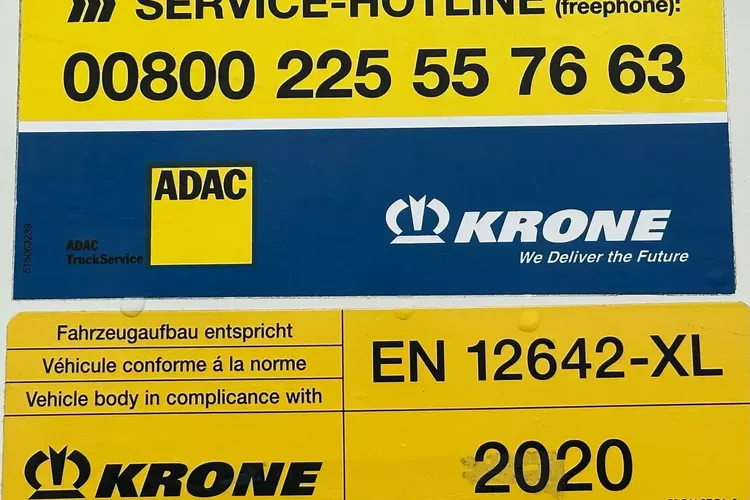 SERVICE-HOTLINE (freephone):
00800 225 55 76 63
ADAC
ADAC
TruckService
KRONE
We Deliver the Future
515003239
Fahrzeugaufbau entspricht
Véhicule conforme á la norme
Vehicle body in complicance with
EN 12642-XL
KRONE
2020